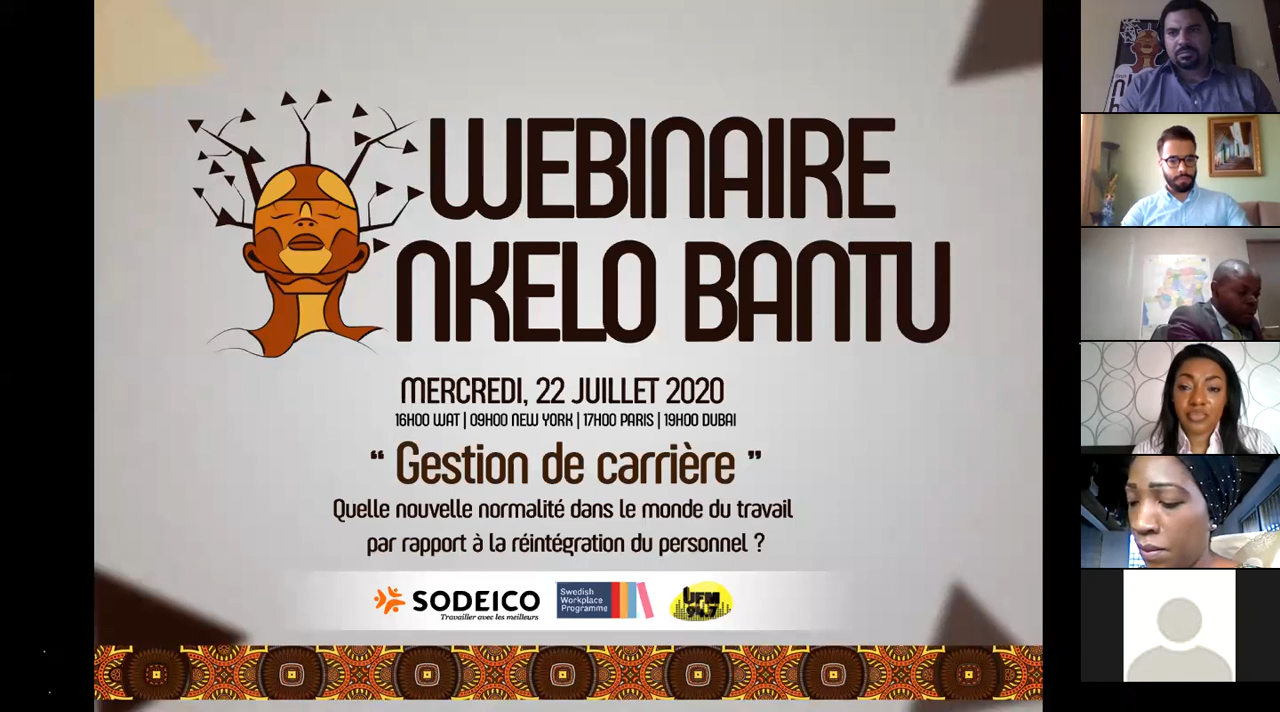 WEBINAIRE
NKELO BANTU
MERCREDI, 22 JUILLET 2020
16H00 WAT | 09H00 NEW YORK | 17H00 PARIS | 19H00 DUBAI
“ Gestion de carrière ”
Quelle nouvelle normalité dans le monde du travail
par rapport à la réintégration du personnel ?
SODEICO
Travailler avec les meilleurs
Swedish
Workplace
Programme
UFM
94.7